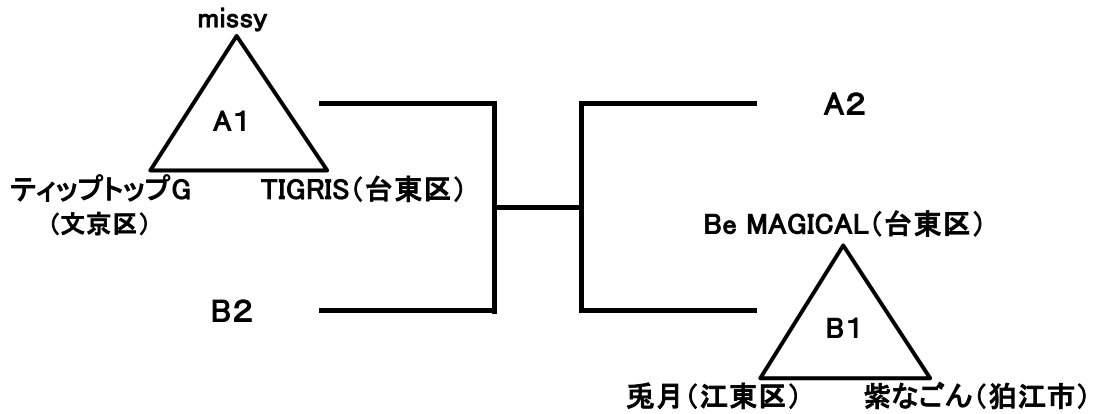 missy
A1
ティップトップG
（文京区）
TIGRIS（台東区）
B2
A2
Be MAGICAL（台東区）
B1
兎月（江東区）
紫なごん（狛江市）